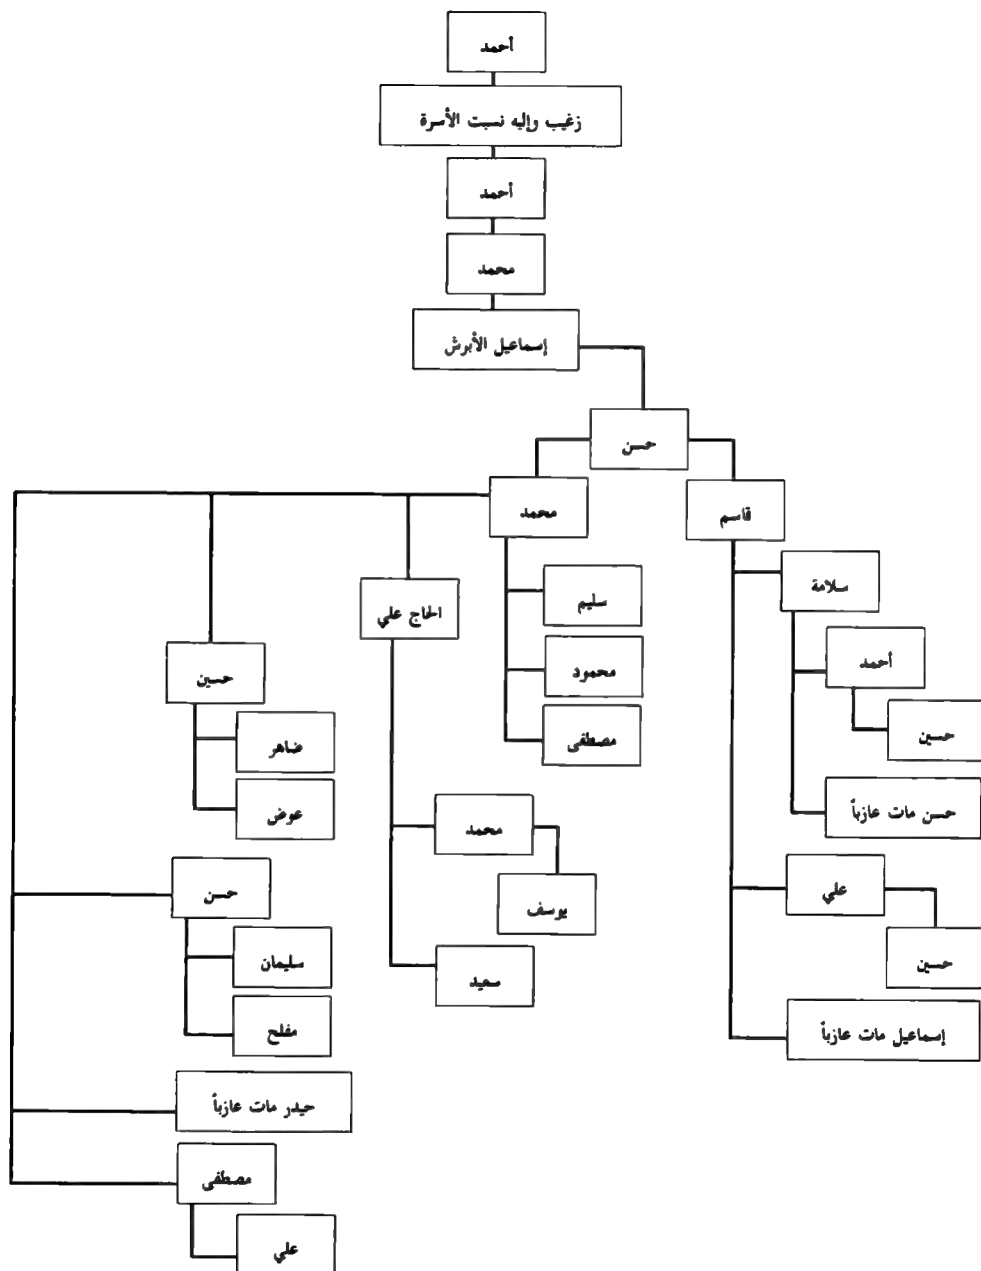 أحمد
زغيب وإليه نسبت الأسرة
أحمد
محمد
إسماعيل الأبرش
حسن
قاسم
محمد
سلامة
أحمد
حسين
حسن مات عازباً
علي
حسين
إسماعيل مات عازباً
سليم
محمود
مصطفى
الحاج علي
محمد
يوسف
سعيد
حسين
ضاهر
عوض
حسن
سليمان
مفلح
حيدر مات عازباً
مصطفى
علي